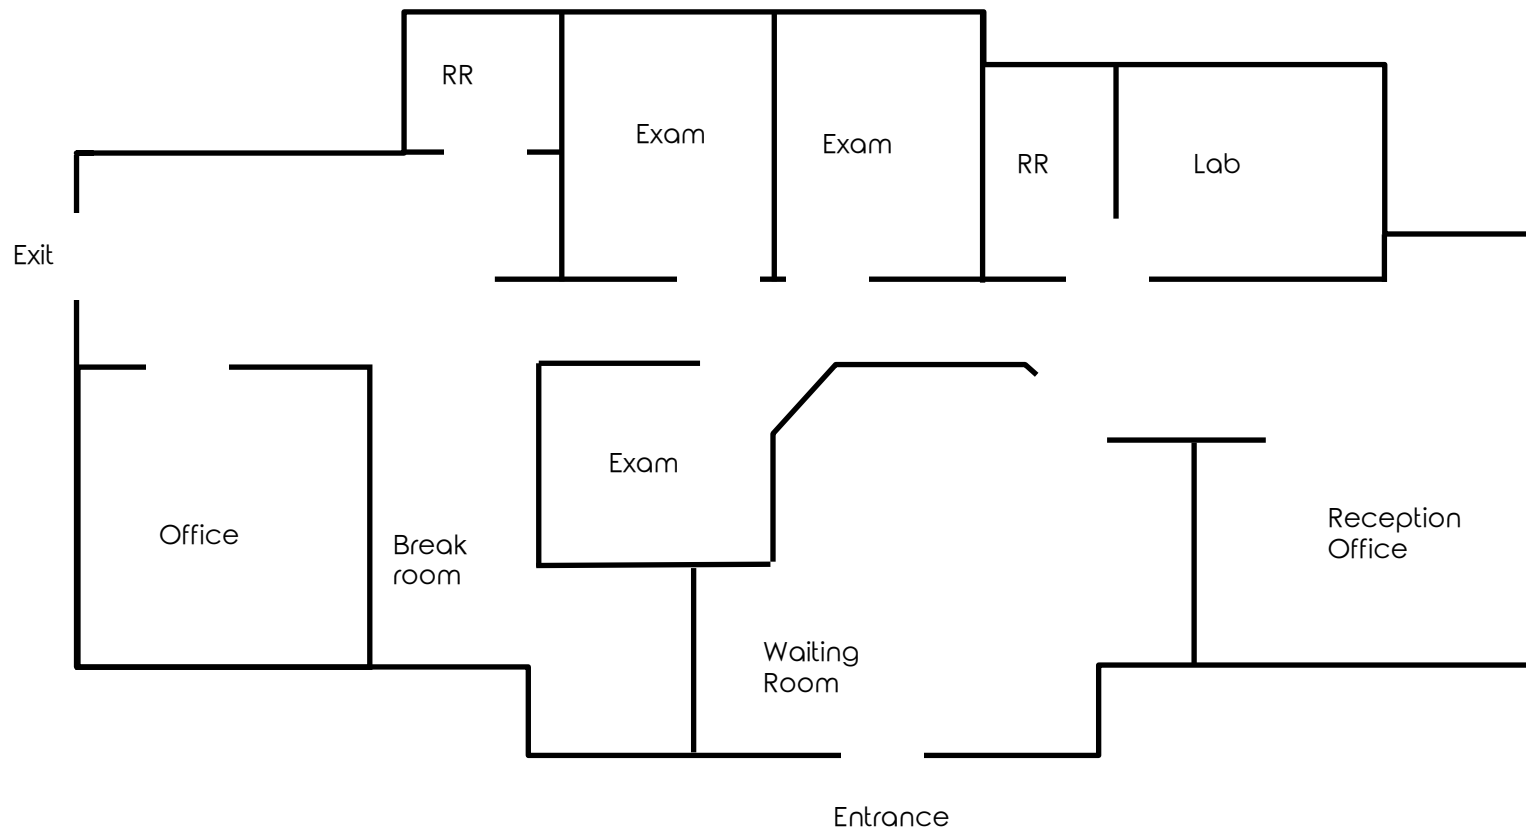 RR
Exam
Exam
RR
Lab
Exit
Exam
Office
Break
room
Reception
Office
Waiting
Room
Entrance